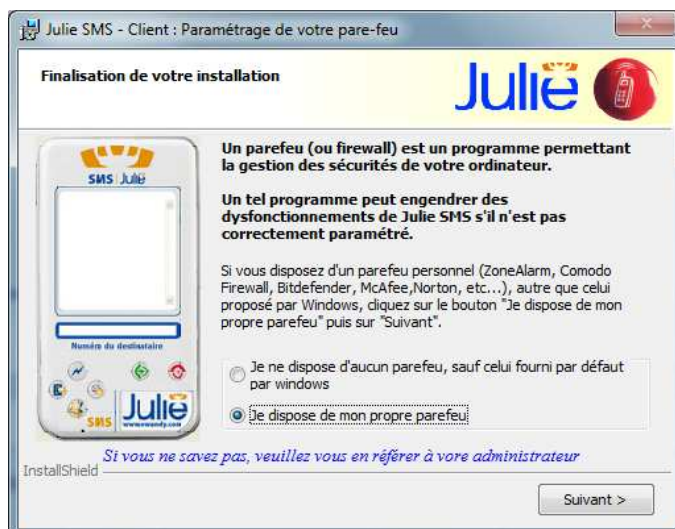 Julie SMS - Client : Paramétrage de votre pare-feu
Finalisation de votre installation
Julie
SMS Julie
Numéro du destinataire
SMS
Julie
www.owandy.com
Un parefeu (ou firewall) est un programme permettant
la gestion des sécurités de votre ordinateur.
Un tel programme peut engendrer des
dysfonctionnements de Julie SMS s'il n'est pas
correctement paramétré.
Si vous disposez d'un parefeu personnel (ZoneAlarm, Comodo
Firewall, Bitdefender, McAfee,Norton, etc...), autre que celui
proposé par Windows, cliquez sur le bouton "Je dispose de mon
propre parefeu" puis sur "Suivant".
Je ne dispose d'aucun parefeu, sauf celui fourni par défaut
par windows
Je dispose de mon propre parefeu
Si vous ne savez pas, veuillez vous en référer à vore administrateur
InstallShield
Suivant >